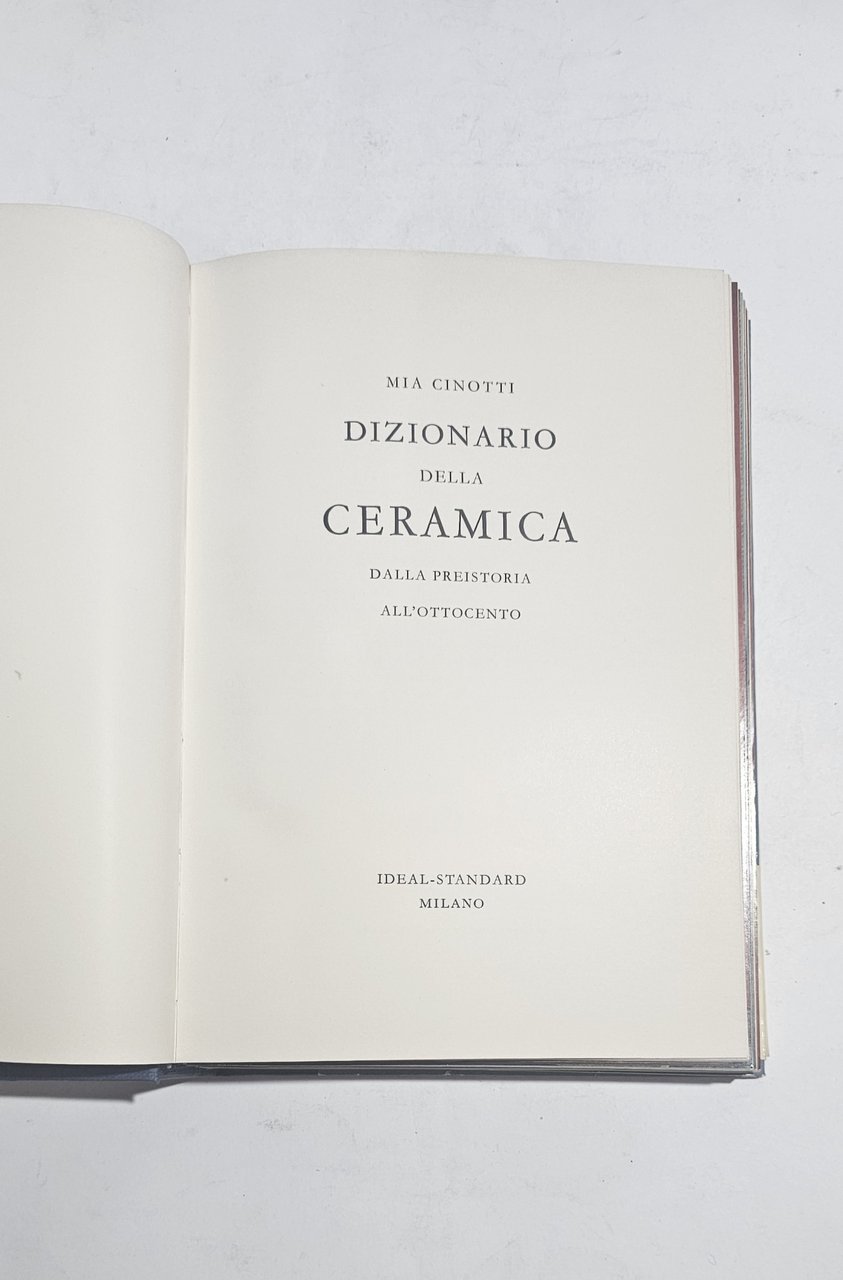 MIA CINOTTI
DIZIONARIO
DELLA
CERAMICA
DALLA PREISTORIA
ALL'OTTOCENTO
IDEAL-STANDARD
MILANO